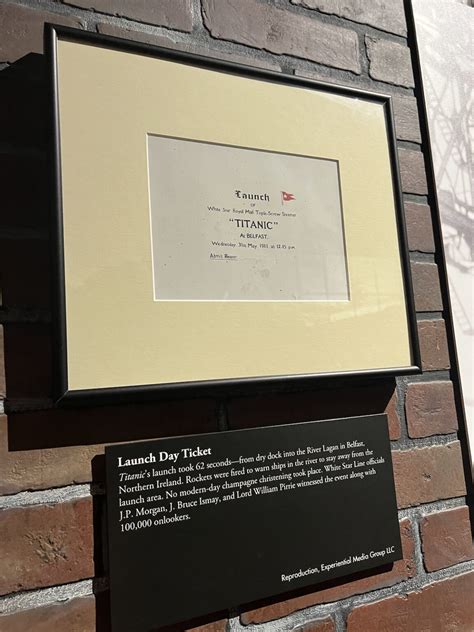 Launch
OF
White Star Royal Mail Triple-Screw Steamer
"TITANIC"
At BELFAST,
Wednesday, 31st May, 1911, at 12.15 p.m.
Admit Bearer.
Launch Day Ticket
Titanic's launch took 62 seconds—from dry dock into the River Lagan in Belfast,
Northern Ireland. Rockets were fired to warn ships in the river to stay away from the
launch area. No modern-day champagne christening took place. White Star Line officials
J.P. Morgan, J. Bruce Ismay, and Lord William Pirrie witnessed the event along with
100,000 onlookers.
Reproduction, Experiential Media Group LLC